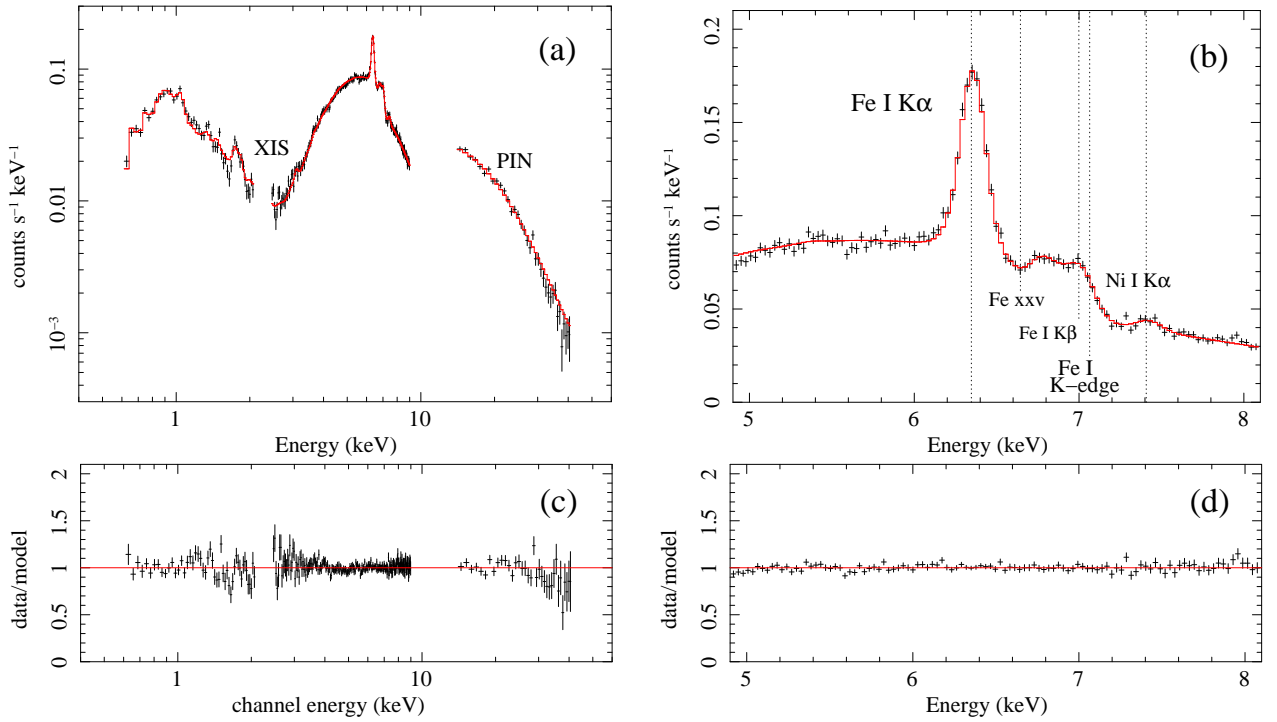 (a)
XIS
PIN
counts s⁻¹ keV⁻¹
0.1
0.01
10⁻³
1
10
Energy (keV)
(b)
Fe I Kα
Fe XXV
Fe I Kβ
Fe I
K−edge
Ni I Kα
counts s⁻¹ keV⁻¹
0.2
0.15
0.1
0.05
0
5
6
7
8
Energy (keV)
(c)
data/model
2
1.5
1
0.5
0
1
10
channel energy (keV)
(d)
data/model
2
1.5
1
0.5
0
5
6
7
8
Energy (keV)